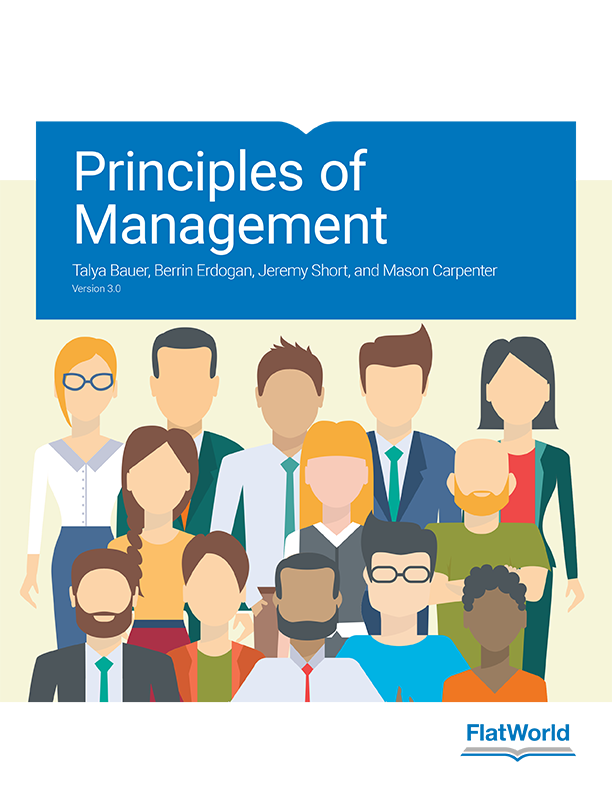 Principles of
Management
Talya Bauer, Berrin Erdogan, Jeremy Short, and Mason Carpenter
Version 3.0
FlatWorld